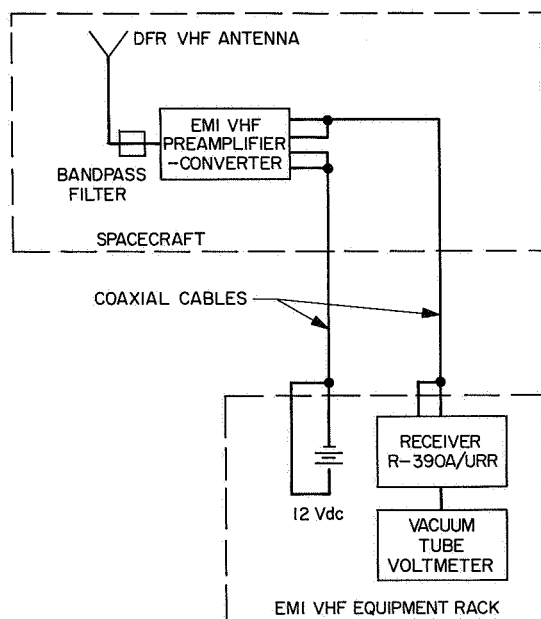 DFR VHF ANTENNA
EMI VHF
PREAMPLIFIER
-CONVERTER
BANDPASS
FILTER
SPACECRAFT
COAXIAL CABLES
RECEIVER
R-390A/URR
12 Vdc
VACUUM
TUBE
VOLTMETER
EMI VHF EQUIPMENT RACK